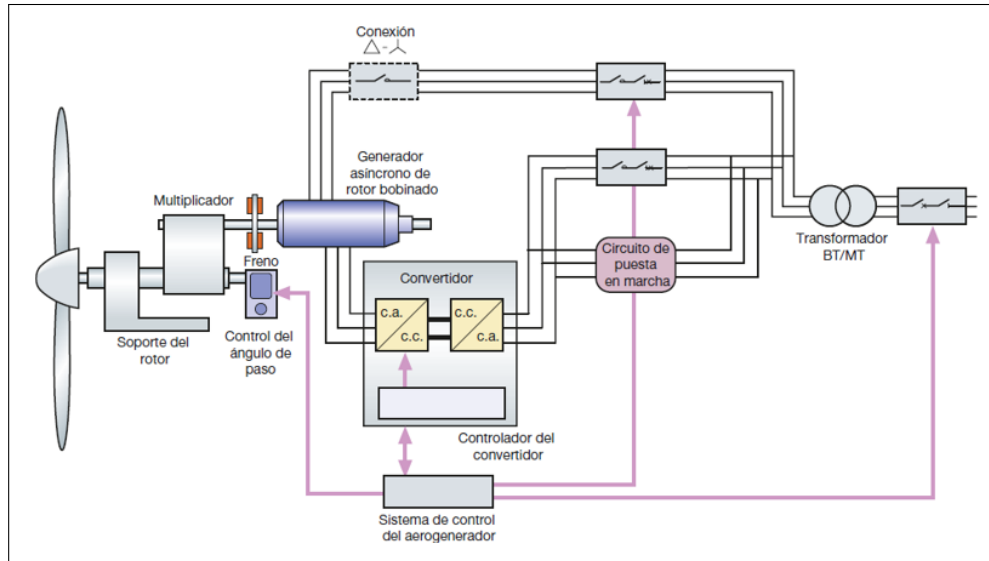 Conexión
△-⅄
Generador
asíncrono de
rotor bobinado
Multiplicador
Freno
Soporte del
rotor
Control del
ángulo de
paso
Convertidor
c.a.
c.c.
c.c.
c.a.
Controlador del
convertidor
Circuito de
puesta
en marcha
Transformador
BT/MT
Sistema de control
del aerogenerador